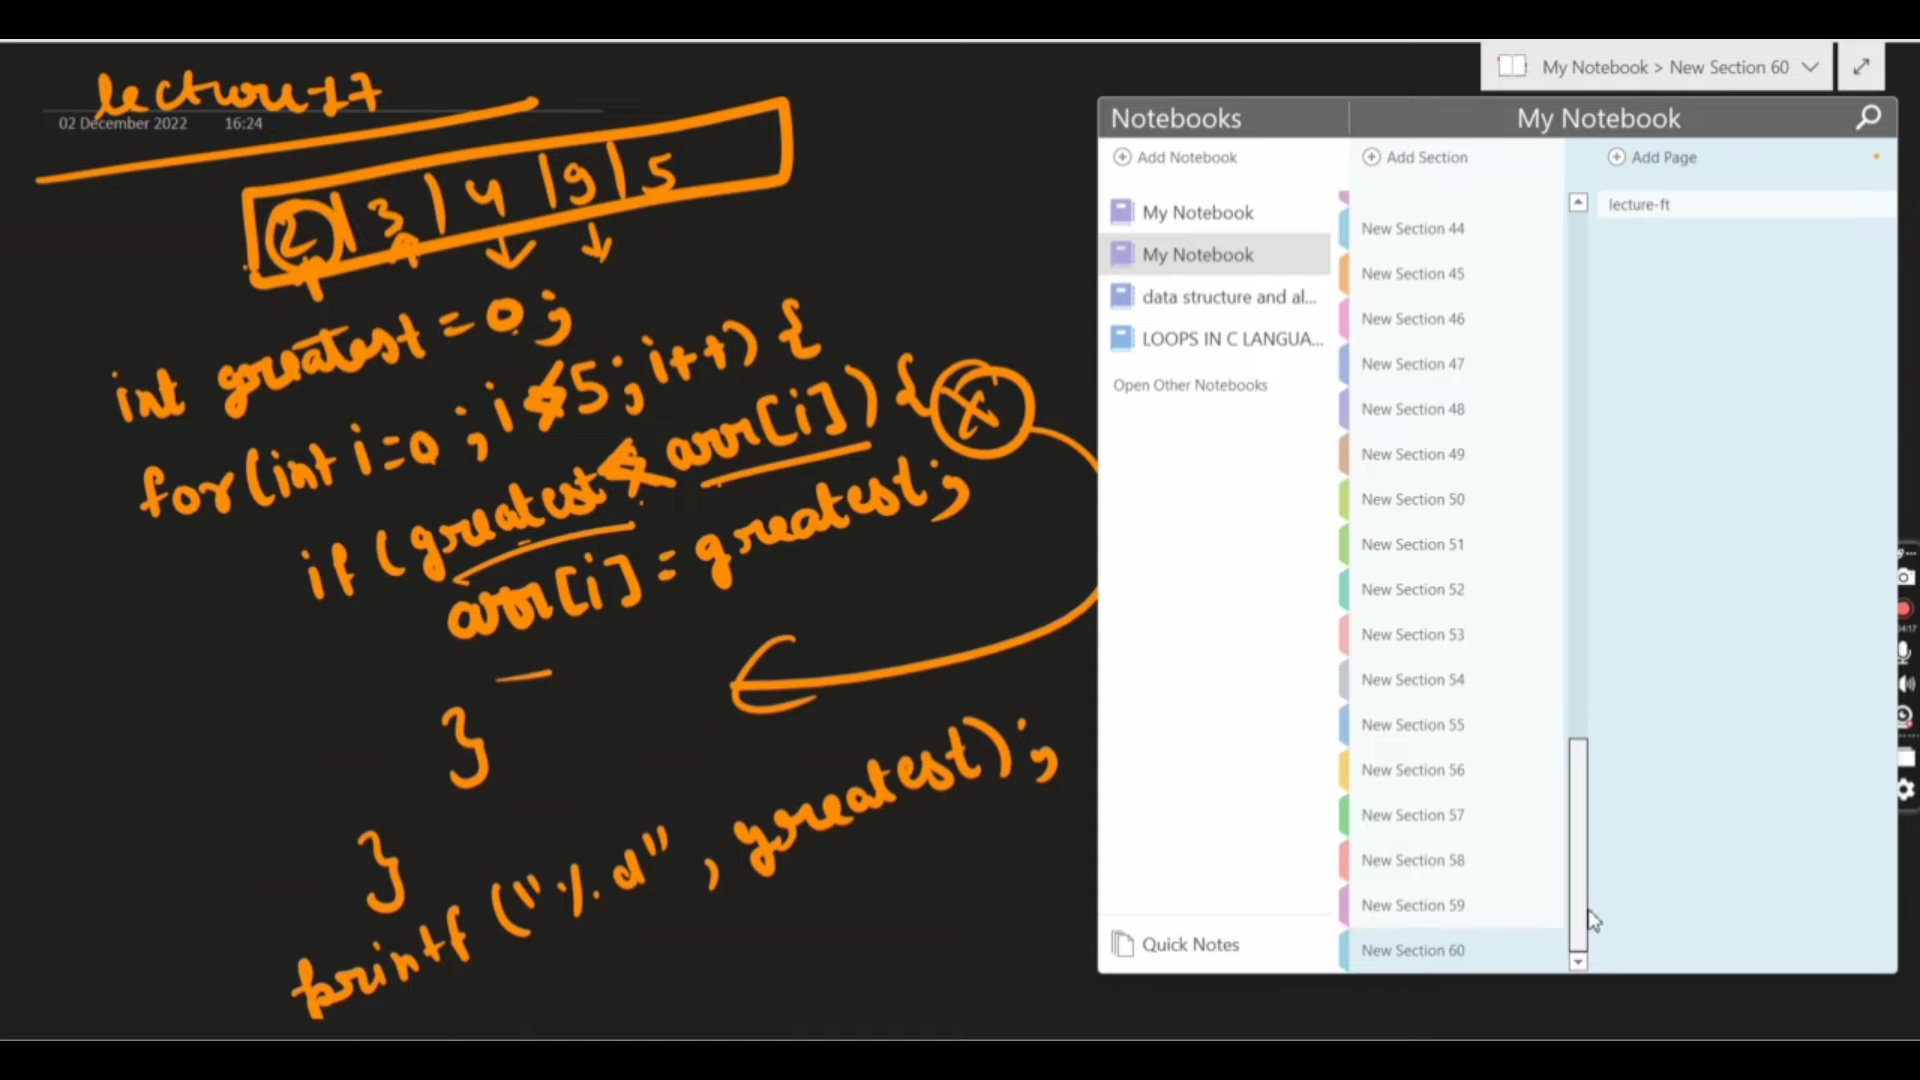 lecture-17
02 December 2022 16:24
2 | 3 | 4 | 9 | 5
int greatest = 0;
for(int i=0; i<5; i++) {
if (greatest < arr[i]) {
arr[i] = greatest;
}
}
printf ("%d", greatest);
My Notebook > New Section 60
Notebooks
My Notebook
Add Notebook
My Notebook
My Notebook
data structure and al...
LOOPS IN C LANGUA...
Open Other Notebooks
Quick Notes
Add Section
New Section 44
New Section 45
New Section 46
New Section 47
New Section 48
New Section 49
New Section 50
New Section 51
New Section 52
New Section 53
New Section 54
New Section 55
New Section 56
New Section 57
New Section 58
New Section 59
New Section 60
Add Page
lecture-ft